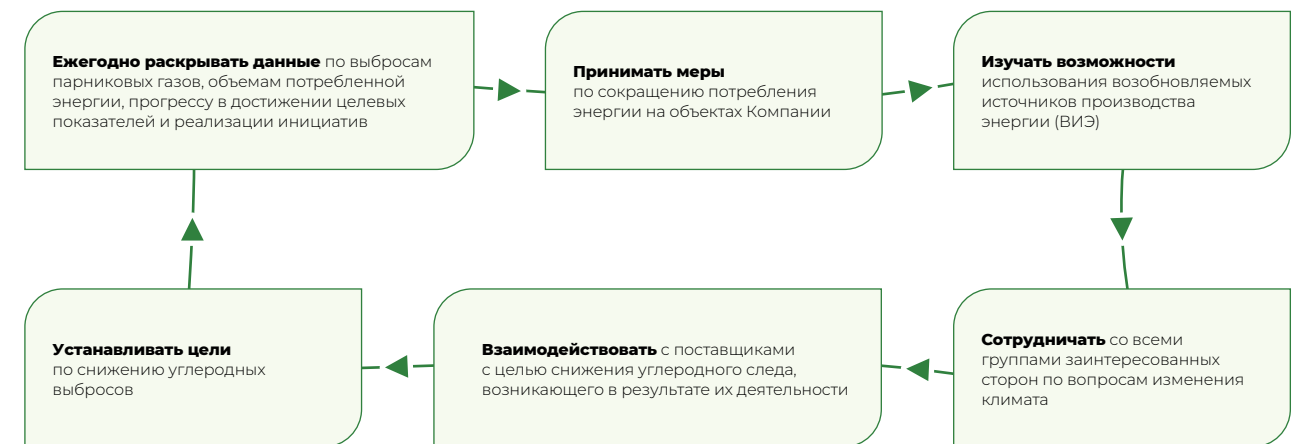 Ежегодно раскрывать данные по выбросам
парниковых газов, объемам потребленной
энергии, прогрессу в достижении целевых
показателей и реализации инициатив
Принимать меры
по сокращению потребления
энергии на объектах Компании
Изучать возможности
использования возобновляемых
источников производства
энергии (ВИЭ)
Сотрудничать со всеми
группами заинтересованных
сторон по вопросам изменения
климата
Взаимодействовать с поставщиками
с целью снижения углеродного следа,
возникающего в результате их деятельности
Устанавливать цели
по снижению углеродных
выбросов